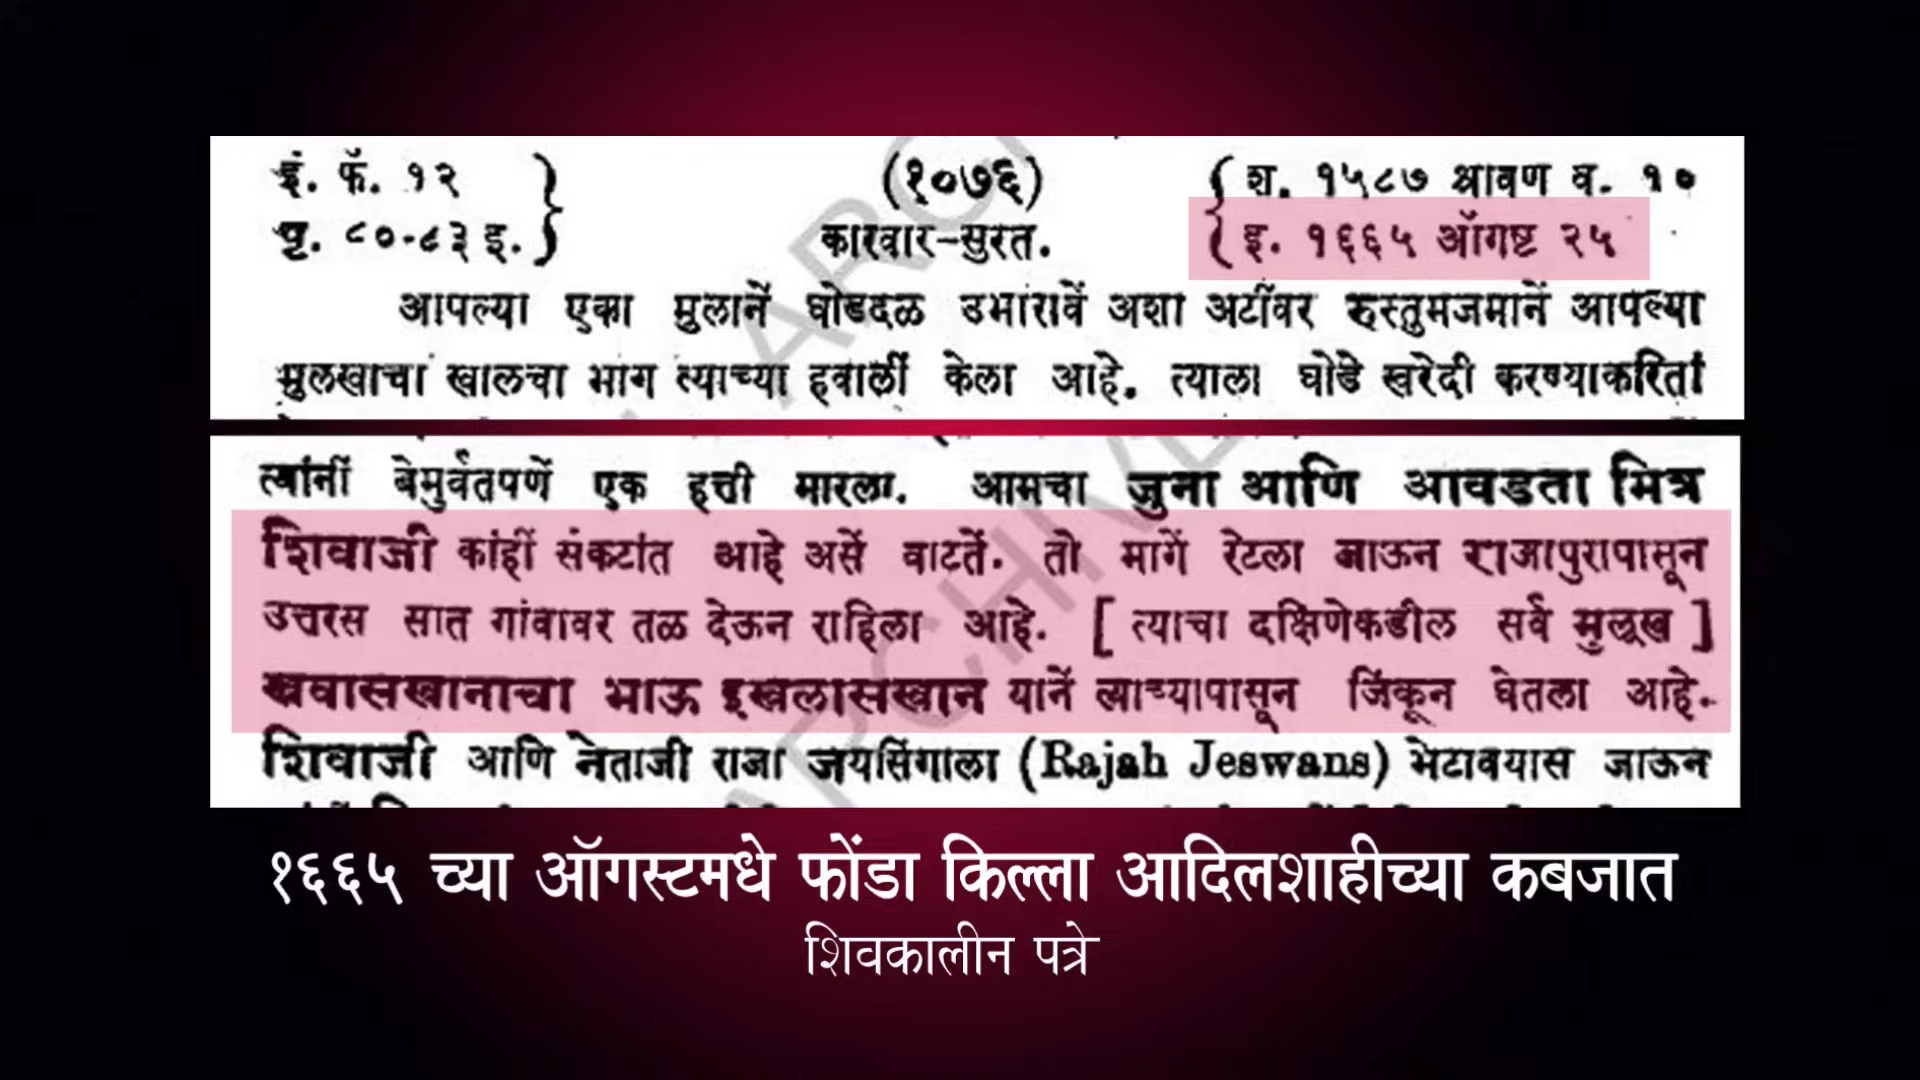 इं. फॅ. १२
(१०७६)
श. १५८७ श्रावण व. १०
पृ. ८०-८३ इ.
कारवार-सुरत.
इ. १६६५ ऑगष्ट २५
आपल्या एका मुलानें घोडदळ उभारावें अशा अटींवर रुस्तुमजमानें आपल्या
मुलखाचा खालचा भाग त्याच्या हवालीं केला आहे. त्याला घोडे खरेदी करण्याकरितां
त्यांनीं बेमुर्वतपणें एक हत्ती मारला. आमचा जुना आणि आवडता मित्र
शिवाजी कांहीं संकटांत आहे असें वाटतें. तो मागें रेटला जाऊन राजापुरापासून
उत्तरस सात गांवावर तळ देऊन राहिला आहे. [ त्याचा दक्षिणेकडील सर्व मुलूख ]
खवासखानाचा भाऊ इखलासखान यानें त्याच्यापासून जिंकून घेतला आहे.
शिवाजी आणि नेताजी राजा जयसिंगाला (Rajah Jeswans) भेटावयास जाऊन
ARCHIVE
१६६५ च्या ऑगस्टमधे फोंडा किल्ला आदिलशाहीच्या कबजात
शिवकालीन पत्रे